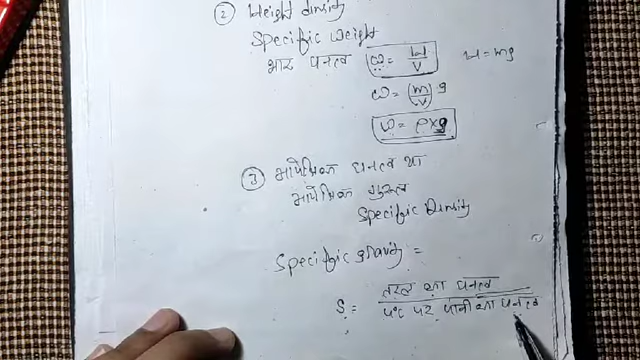 ② Weight density
Specific weight
भार घनत्व ω = W/V W = mg
ω = (m/V) g
ω = ρ×g
③ आपेक्षिक घनत्व या
आपेक्षिक गुरुत्व
Specific Density
Specific gravity =
S = तरल का घनत्व / 4°C पर पानी का घनत्व